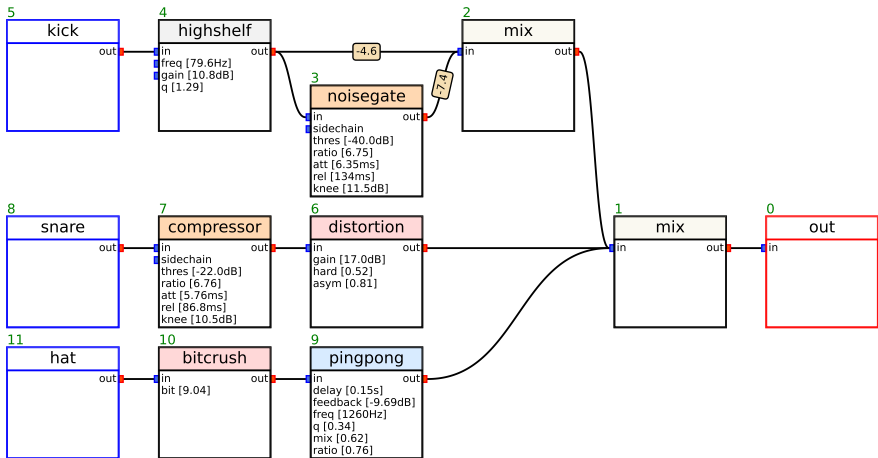 5
kick
out
4
highshelf
in out
freq [79.6Hz]
gain [10.8dB]
q [1.29]
-4.6
2
mix
in out
3
noisegate
in out
sidechain
thres [-40.0dB]
ratio [6.75]
att [6.35ms]
rel [134ms]
knee [11.5dB]
-7.4
8
snare
out
7
compressor
in out
sidechain
thres [-22.0dB]
ratio [6.76]
att [5.76ms]
rel [86.8ms]
knee [10.5dB]
6
distortion
in out
gain [17.0dB]
hard [0.52]
asym [0.81]
1
mix
in out
0
out
in
11
hat
out
10
bitcrush
in out
bit [9.04]
9
pingpong
in out
delay [0.15s]
feedback [-9.69dB]
freq [1260Hz]
q [0.34]
mix [0.62]
ratio [0.76]